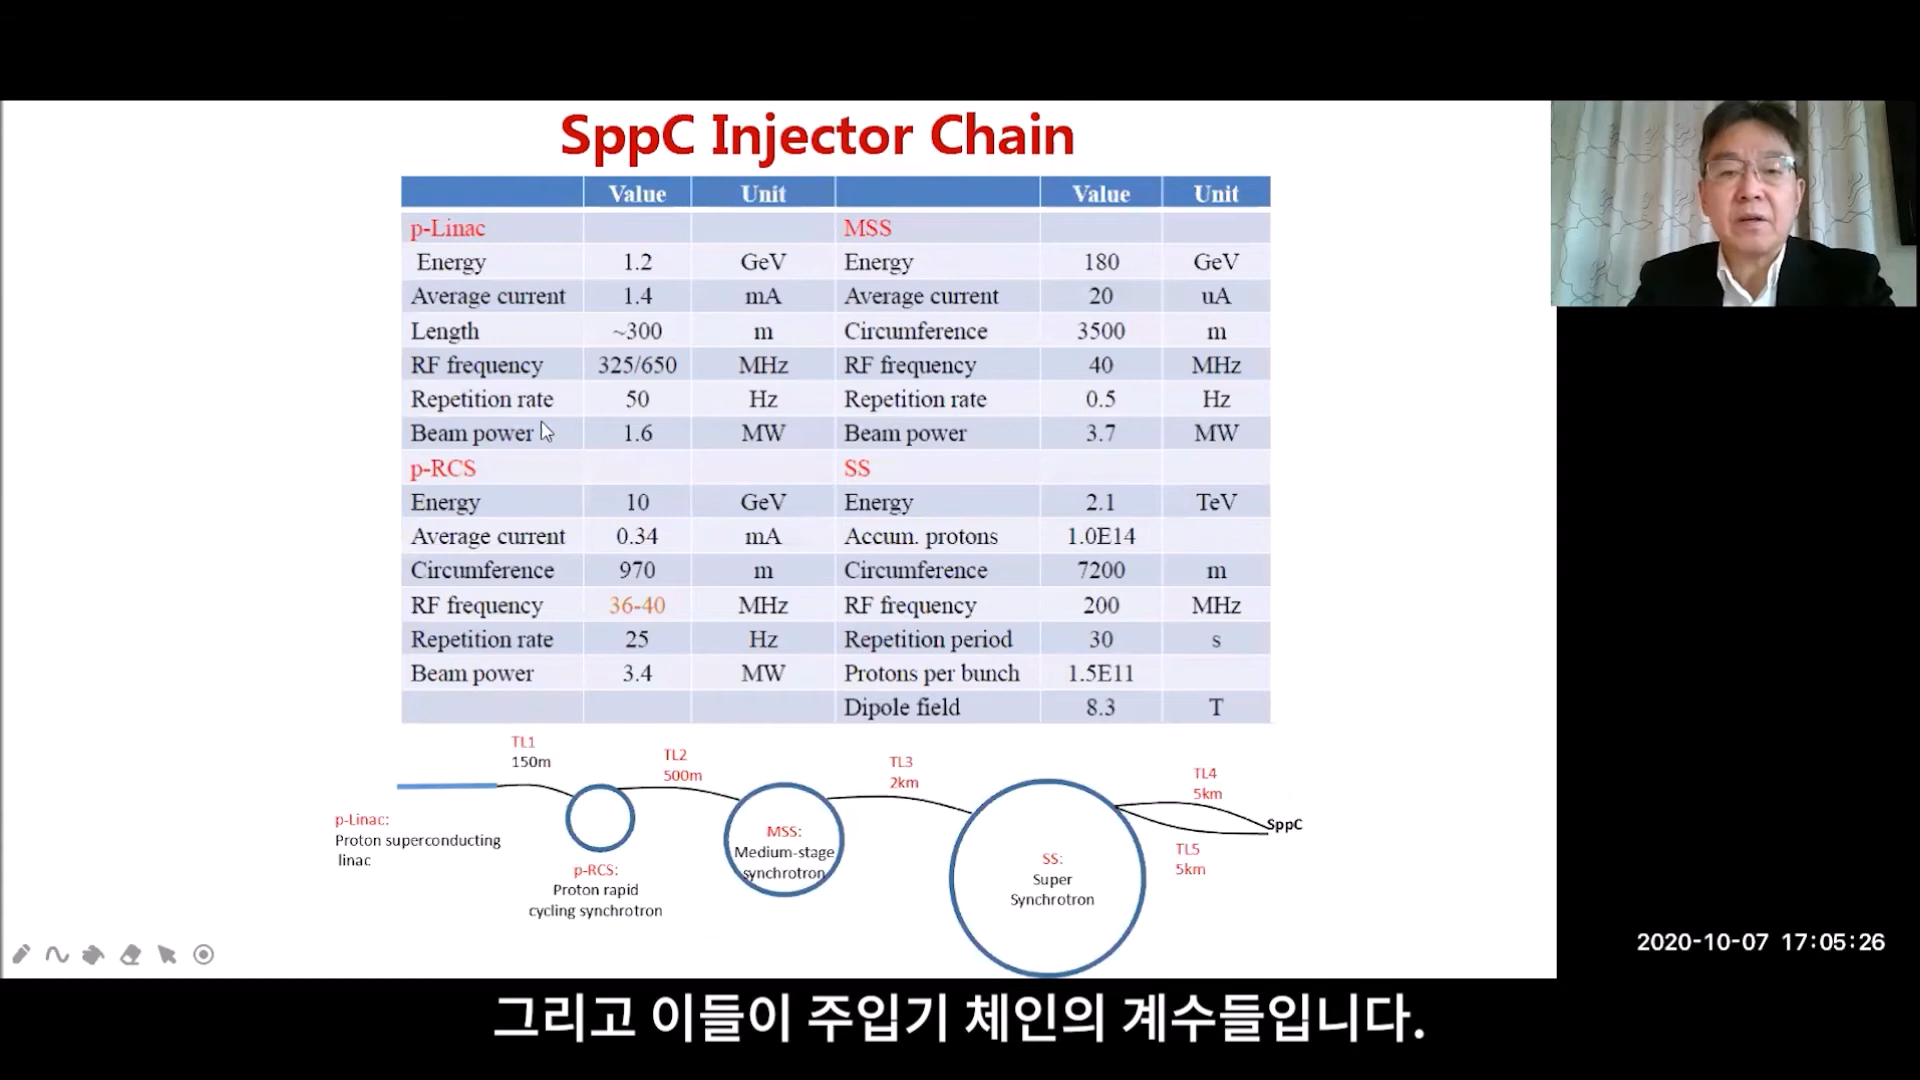 SppC Injector Chain
Value Unit Value Unit
p-Linac MSS
Energy 1.2 GeV Energy 180 GeV
Average current 1.4 mA Average current 20 uA
Length ~300 m Circumference 3500 m
RF frequency 325/650 MHz RF frequency 40 MHz
Repetition rate 50 Hz Repetition rate 0.5 Hz
Beam power 1.6 MW Beam power 3.7 MW
p-RCS SS
Energy 10 GeV Energy 2.1 TeV
Average current 0.34 mA Accum. protons 1.0E14
Circumference 970 m Circumference 7200 m
RF frequency 36-40 MHz RF frequency 200 MHz
Repetition rate 25 Hz Repetition period 30 s
Beam power 3.4 MW Protons per bunch 1.5E11
Dipole field 8.3 T
TL1
150m
TL2
500m
TL3
2km
TL4
5km
SppC
TL5
5km
p-Linac:
Proton superconducting
linac
p-RCS:
Proton rapid
cycling synchrotron
MSS:
Medium-stage
synchrotron
SS:
Super
Synchrotron
2020-10-07 17:05:26
그리고 이들이 주입기 체인의 계수들입니다.